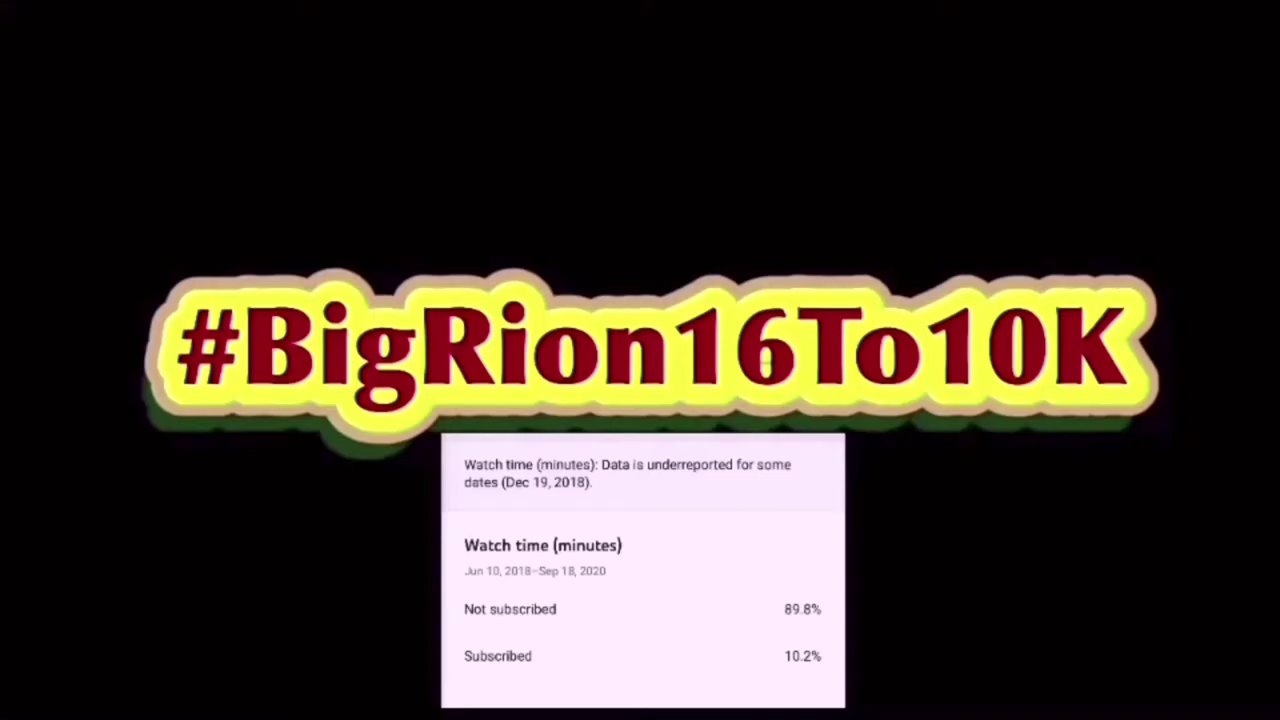 #BigRion16To10K
Watch time (minutes): Data is underreported for some
dates (Dec 19, 2018).
Watch time (minutes)
Jun 10, 2018–Sep 18, 2020
Not subscribed 89.8%
Subscribed 10.2%